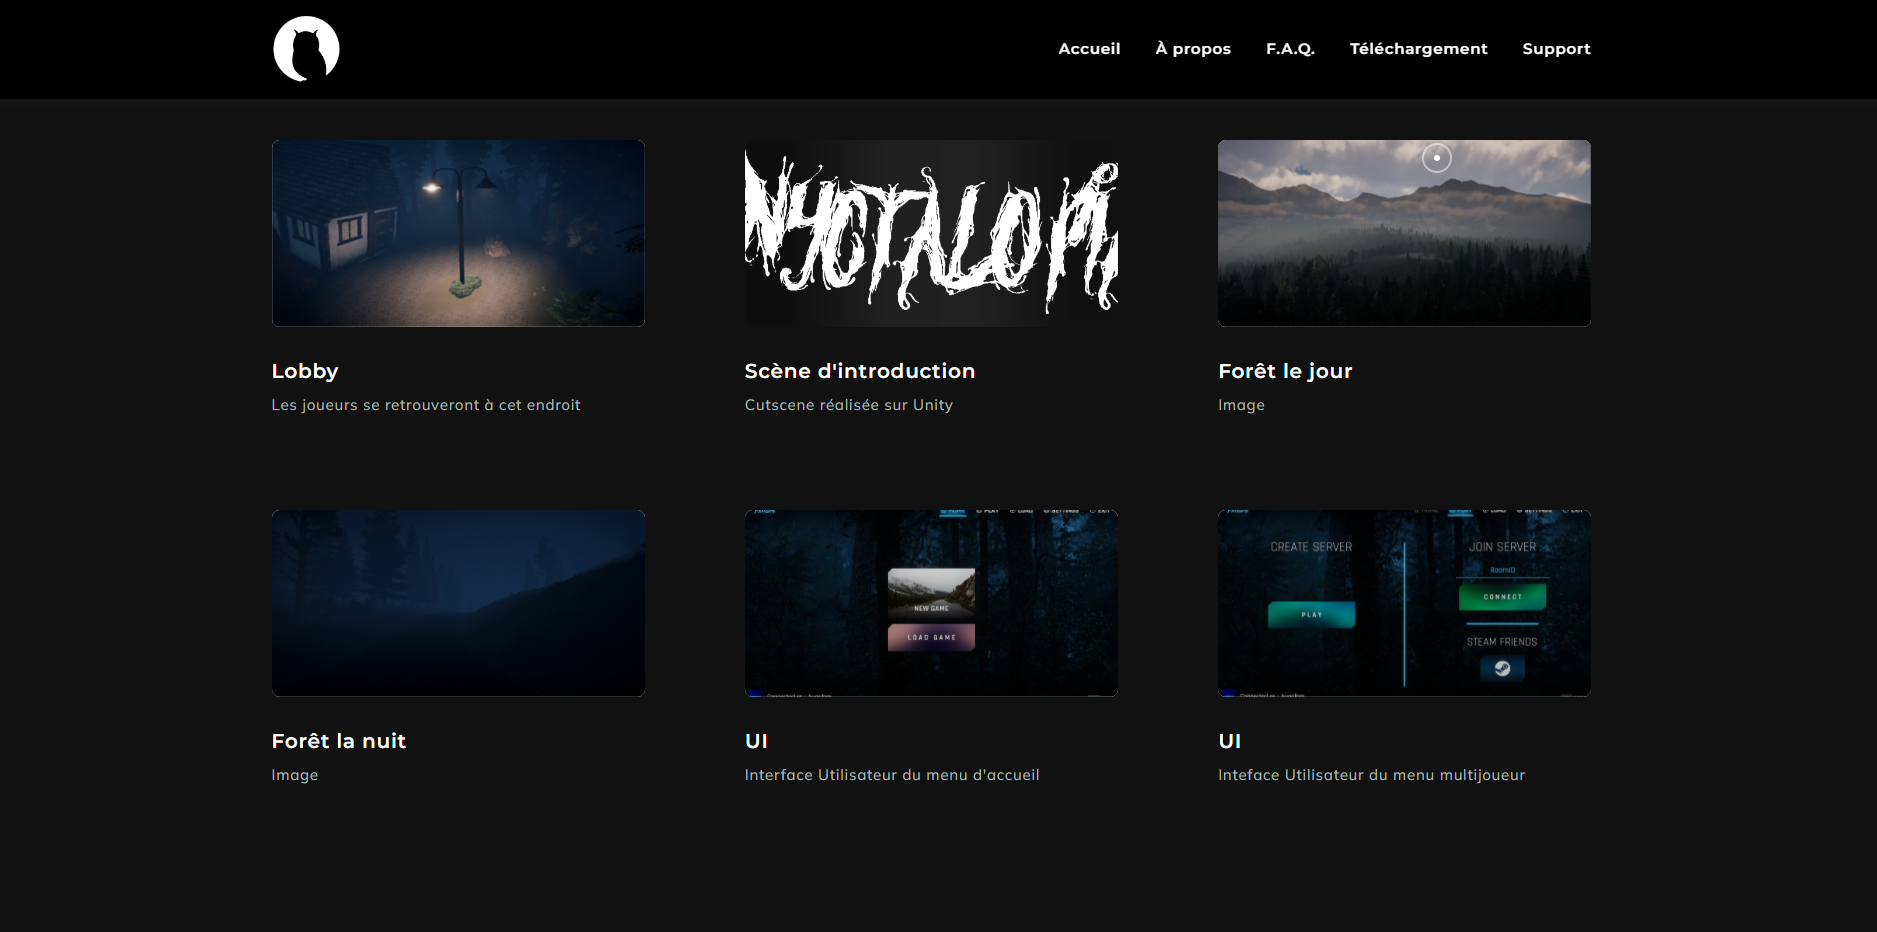 Accueil À propos F.A.Q. Téléchargement Support
NYCTALOPI
Lobby
Les joueurs se retrouveront à cet endroit
Scène d'introduction
Cutscene réalisée sur Unity
Forêt le jour
Image
NEW GAME
LOAD GAME
CREATE SERVER
PLAY
JOIN SERVER
RoomID
CONNECT
STEAM FRIENDS
Forêt la nuit
Image
UI
Interface Utilisateur du menu d'accueil
UI
Inteface Utilisateur du menu multijoueur